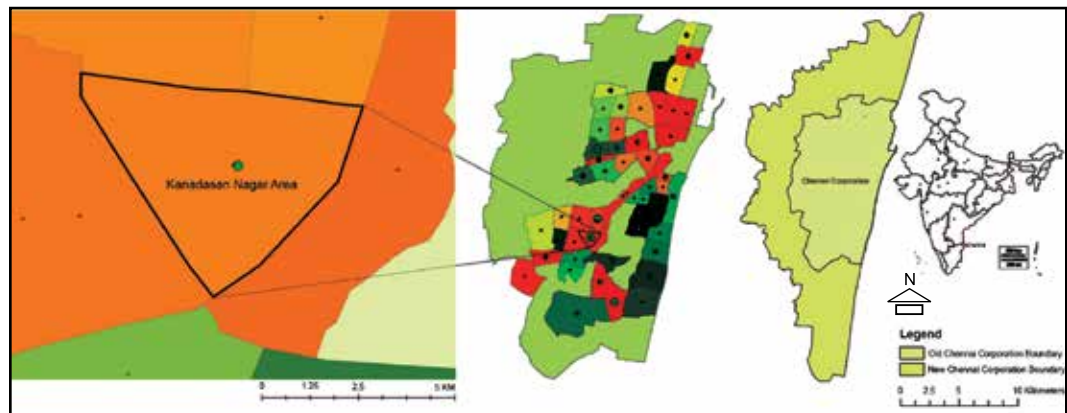 Kanadasan Nagar Area
0 1.25 2.5 5 KM
Chennai Corporation
N
Legend
Old Chennai Corporation Boundary
New Chennai Corporation Boundary
0 2.5 5 10 Kilometers